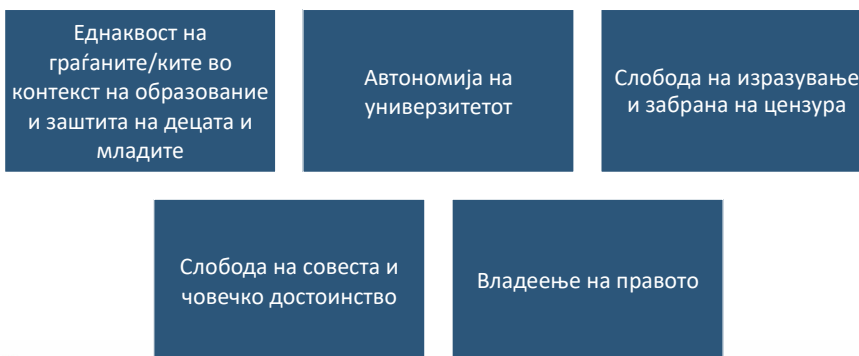 Еднаквост на
граѓаните/ките во
контекст на образование
и заштита на децата и
младите
Автономија на
универзитетот
Слобода на изразување
и забрана на цензура
Слобода на совеста и
човечко достоинство
Владеење на правото